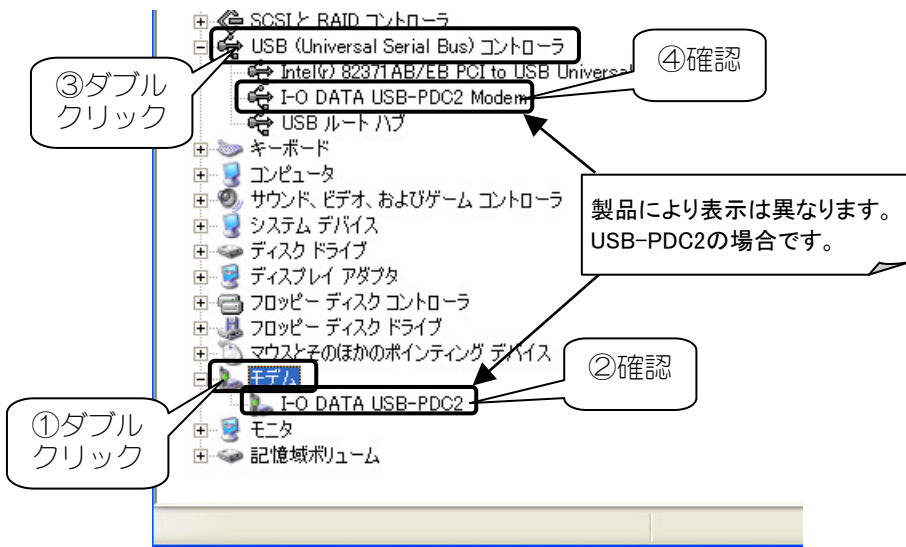 SCSI と RAID コントローラ
USB (Universal Serial Bus) コントローラ
④確認
③ダブル
クリック
Intel(r) 82371AB/EB PCI to USB Universal
I-O DATA USB-PDC2 Modem
USB ルート ハブ
キーボード
コンピュータ
サウンド、ビデオ、およびゲーム コントローラ
製品により表示は異なります。
USB-PDC2の場合です。
システム デバイス
ディスク ドライブ
ディスプレイ アダプタ
フロッピー ディスク コントローラ
フロッピー ディスク ドライブ
マウスとそのほかのポインティング デバイス
②確認
モデム
I-O DATA USB-PDC2
①ダブル
クリック
モニタ
記憶域ボリューム